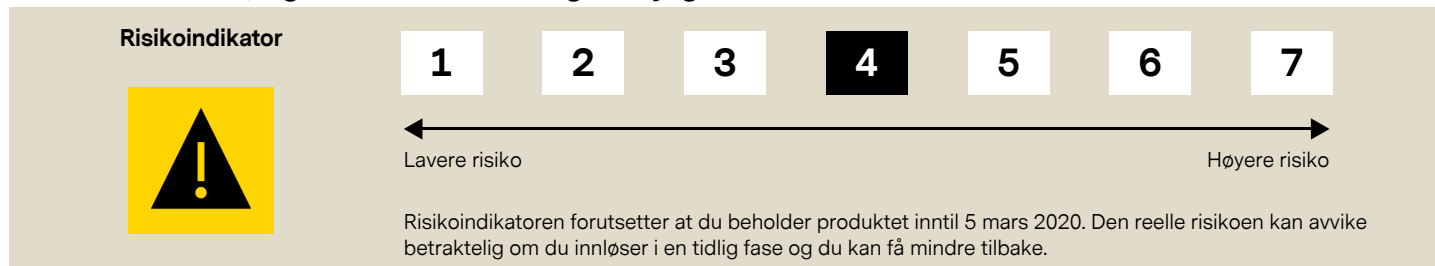 Risikoindikator
1 2 3 4 5 6 7
Lavere risiko Høyere risiko
Risikoindikatoren forutsetter at du beholder produktet inntil 5 mars 2020. Den reelle risikoen kan avvike
betraktelig om du innløser i en tidlig fase og du kan få mindre tilbake.